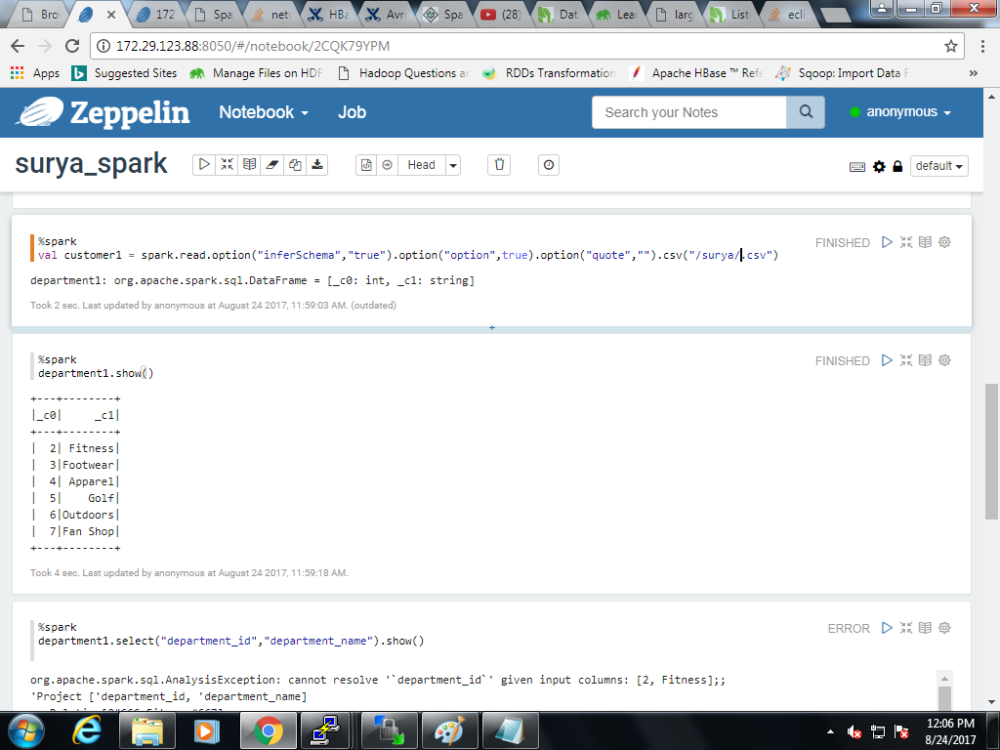 Bro
172
Spa
netv
HBa
Avro
Spa
(28)
Dat
Lea
larg
List
ecli
172.29.123.88:8050/#/notebook/2CQK79YPM
Apps
Suggested Sites
Manage Files on HDF
Hadoop Questions an
RDDs Transformation
Apache HBase ™ Refe
Sqoop: Import Data F
»
Zeppelin
Notebook
Job
Search your Notes
anonymous
surya_spark
Head
default
%spark
FINISHED
val customer1 = spark.read.option("inferSchema","true").option("option",true).option("quote","").csv("/surya/.csv")
department1: org.apache.spark.sql.DataFrame = [_c0: int, _c1: string]
Took 2 sec. Last updated by anonymous at August 24 2017, 11:59:03 AM. (outdated)
+
%spark
FINISHED
department1.show()
+---+--------+
|_c0|     _c1|
+---+--------+
|  2| Fitness|
|  3|Footwear|
|  4| Apparel|
|  5|    Golf|
|  6|Outdoors|
|  7|Fan Shop|
+---+--------+
Took 4 sec. Last updated by anonymous at August 24 2017, 11:59:18 AM.
%spark
ERROR
department1.select("department_id","department_name").show()
org.apache.spark.sql.AnalysisException: cannot resolve '`department_id`' given input columns: [2, Fitness];;
'Project ['department_id, 'department_name]
12:06 PM
8/24/2017